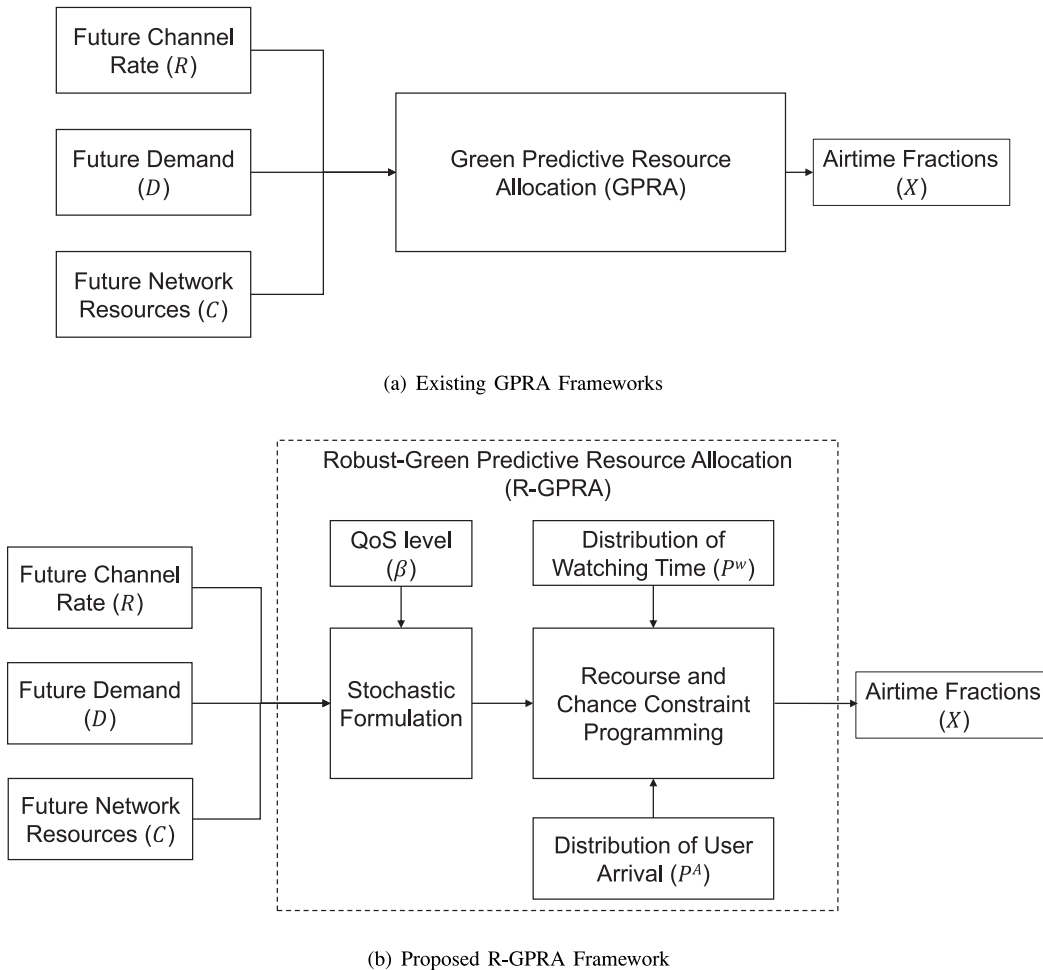 Future Channel
Rate (R)
Future Demand
(D)
Future Network
Resources (C)
Green Predictive Resource
Allocation (GPRA)
Airtime Fractions
(X)
(a) Existing GPRA Frameworks
Robust-Green Predictive Resource Allocation
(R-GPRA)
QoS level
(β)
Distribution of
Watching Time (P^w)
Future Channel
Rate (R)
Future Demand
(D)
Future Network
Resources (C)
Stochastic
Formulation
Recourse and
Chance Constraint
Programming
Airtime Fractions
(X)
Distribution of User
Arrival (P^A)
(b) Proposed R-GPRA Framework